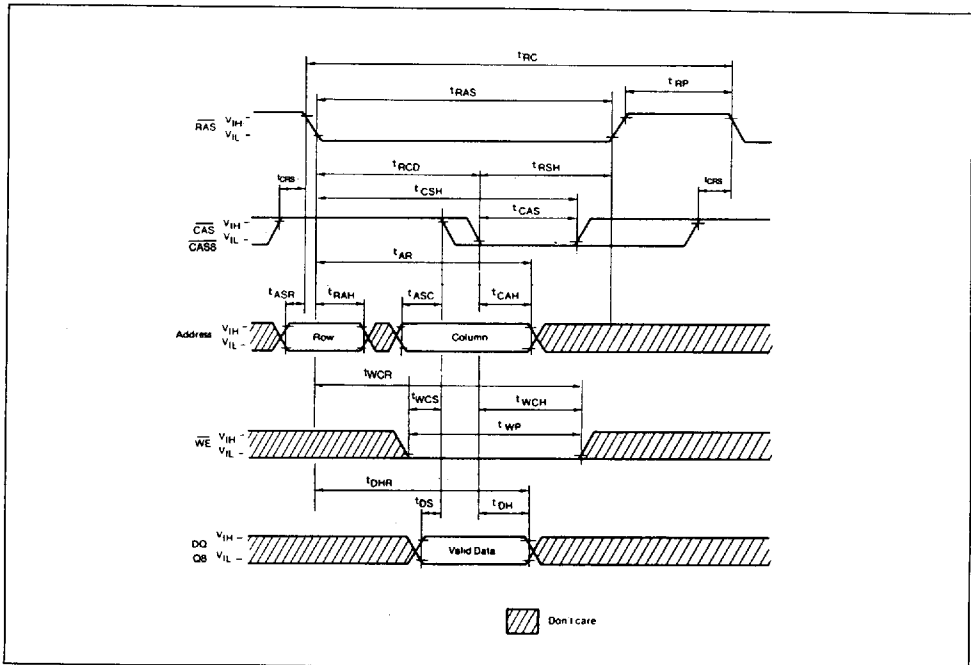 tRC
tRP
tRAS
RAS VIH
VIL
tRCD tRSH
tCRS tCSH tCRS
tCAS
CAS VIH
CAS8 VIL
tAR
tASR tRAH tASC tCAH
Address VIH Row Column
VIL
tWCR
tWCS tWCH
tWP
WE VIH
VIL
tDHR
tDS tDH
DQ VIH Valid Data
Q8 VIL
Don't care